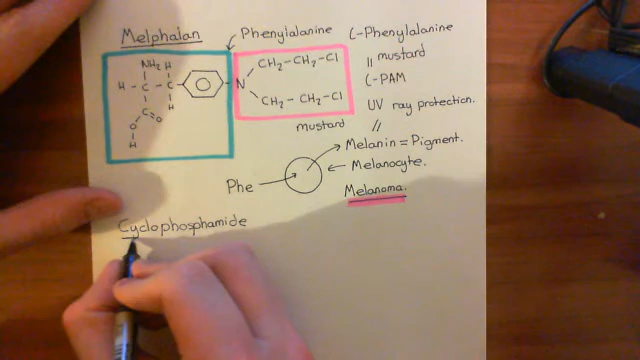 Melphalan
Phenylalanine
L-Phenylalanine
mustard
L-PAM
NH2 H
H - C - C - N
H
C
O O
H
CH2-CH2-Cl
CH2-CH2-Cl
mustard
UV ray protection.
Melanin = Pigment.
Melanocyte.
Phe
Melanoma.
Cyclophosphamide